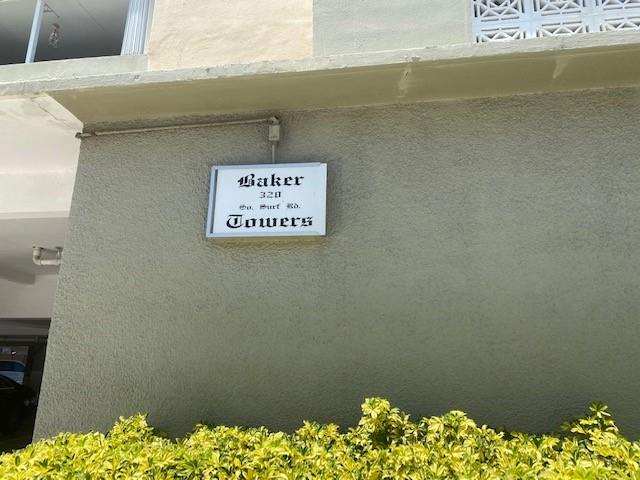 Baker
320
So. Surf Rd.
Towers